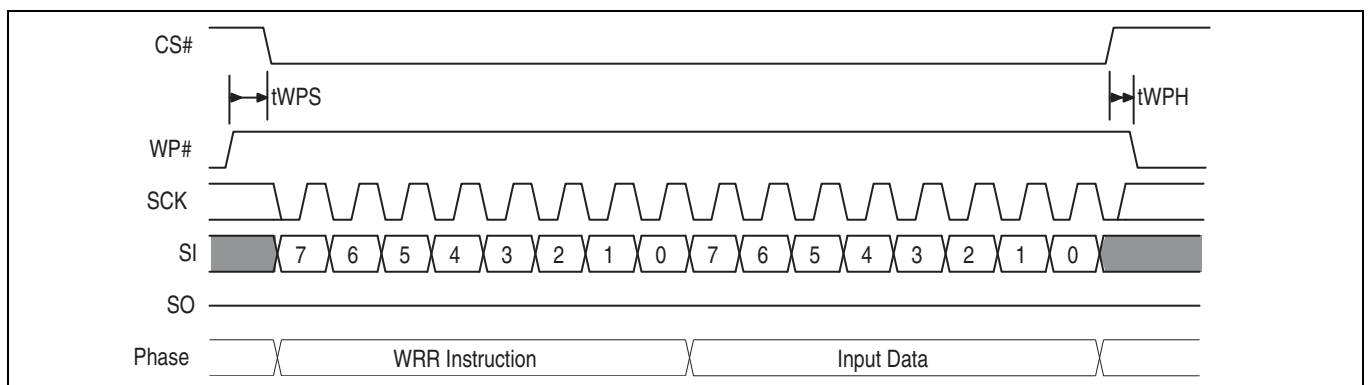 CS#
tWPS
tWPH
WP#
SCK
SI 7 6 5 4 3 2 1 0 7 6 5 4 3 2 1 0
SO
Phase WRR Instruction Input Data